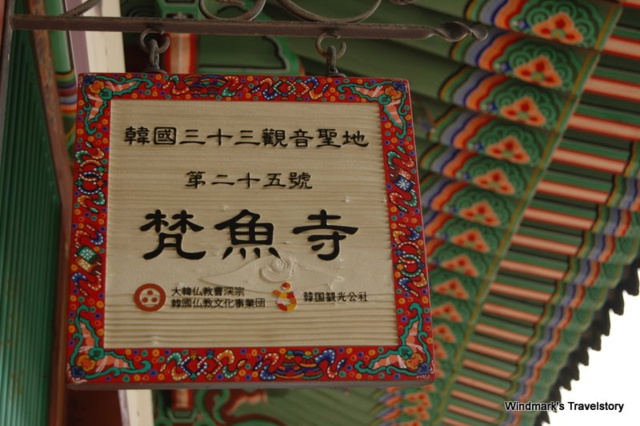 韓國三十三觀音聖地
第二十五號
梵魚寺
大韓仏教曹渓宗
韓國仏教文化事業団
韓国観光公社
Windmark's Travelstory